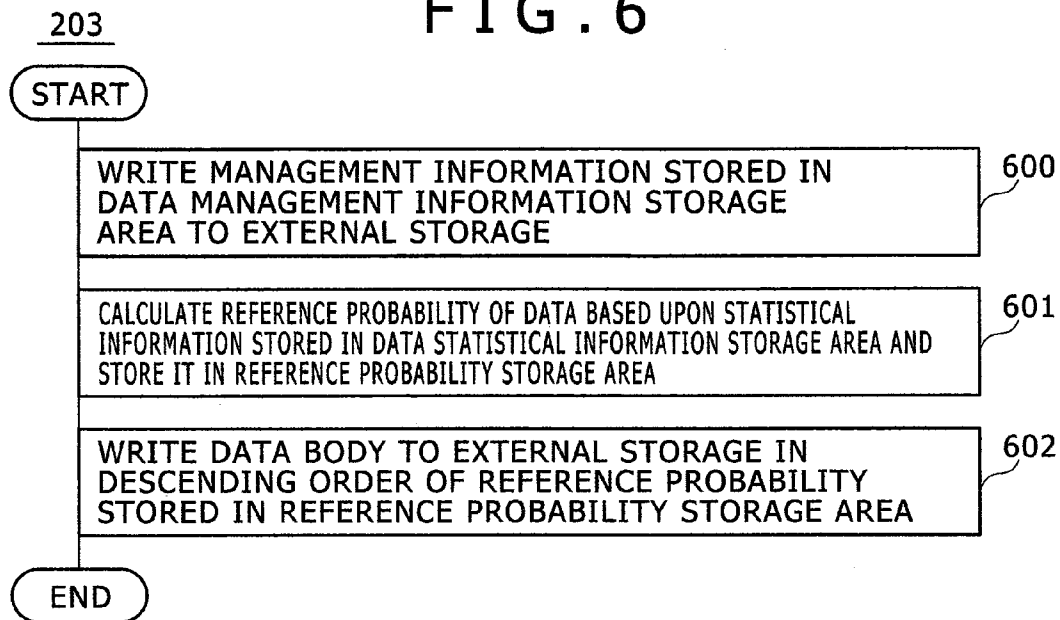 FIG.6
203
START
WRITE MANAGEMENT INFORMATION STORED IN
DATA MANAGEMENT INFORMATION STORAGE
AREA TO EXTERNAL STORAGE
600
CALCULATE REFERENCE PROBABILITY OF DATA BASED UPON STATISTICAL
INFORMATION STORED IN DATA STATISTICAL INFORMATION STORAGE AREA AND
STORE IT IN REFERENCE PROBABILITY STORAGE AREA
601
WRITE DATA BODY TO EXTERNAL STORAGE IN
DESCENDING ORDER OF REFERENCE PROBABILITY
STORED IN REFERENCE PROBABILITY STORAGE AREA
602
END